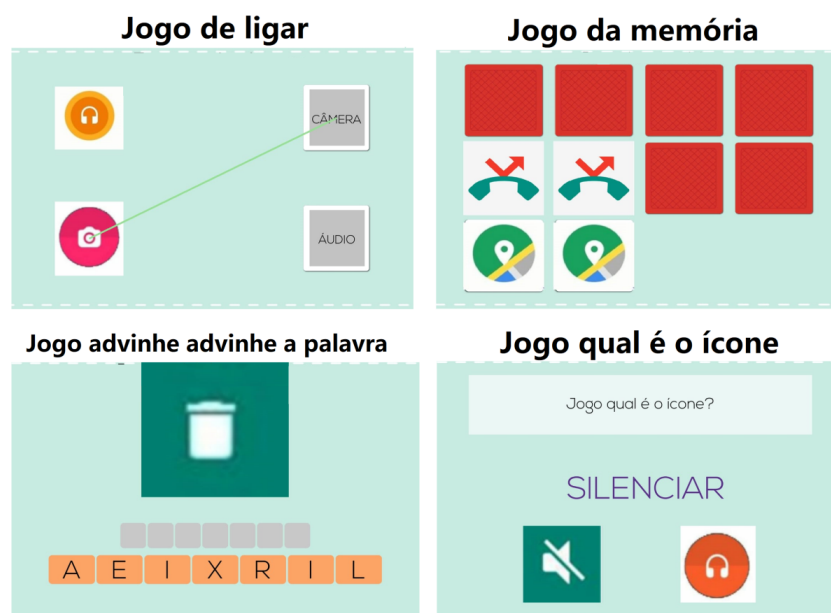 Jogo de ligar
CÂMERA
ÁUDIO
Jogo da memória
Jogo advinhe advinhe a palavra
A E I X R I L
Jogo qual é o ícone
Jogo qual é o ícone?
SILENCIAR